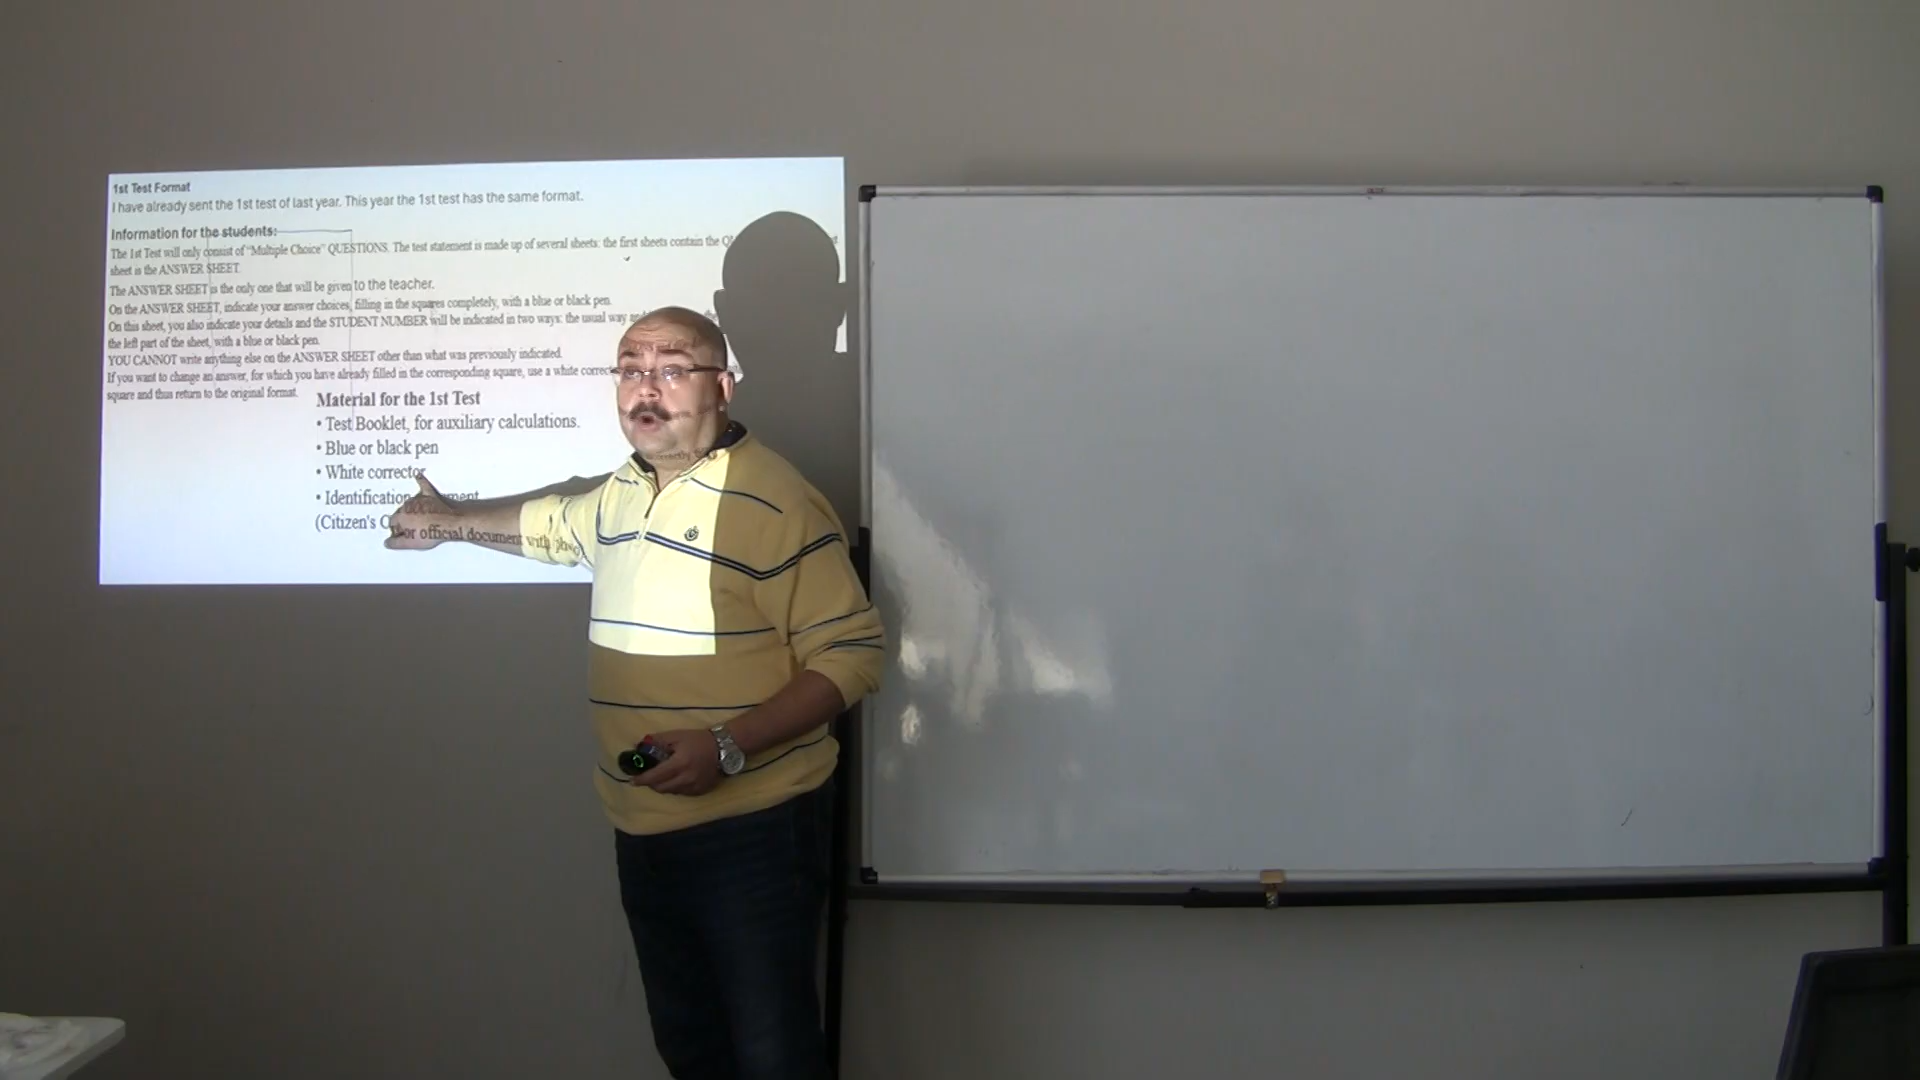 1st Test Format
I have already sent the 1st test of last year. This year the 1st test has the same format.
Information for the students:
The 1st Test will only consist of "Multiple Choice" QUESTIONS. The test statement is made up of several sheets: the first sheets contain the
sheet is the ANSWER SHEET.
The ANSWER SHEET is the only one that will be given to the teacher.
On the ANSWER SHEET, indicate your answer choices, filling in the squares completely, with a blue or black pen.
On this sheet, you also indicate your details and the STUDENT NUMBER will be indicated in two ways: the usual way
the left part of the sheet, with a blue or black pen.
YOU CANNOT write anything else on the ANSWER SHEET other than what was previously indicated.
If you want to change an answer, for which you have already filled in the corresponding square, use a white
square and thus return to the original format.
Material for the 1st Test
• Test Booklet, for auxiliary calculations.
• Blue or black pen
• White corrector
• Identification document
(Citizen's or official document with